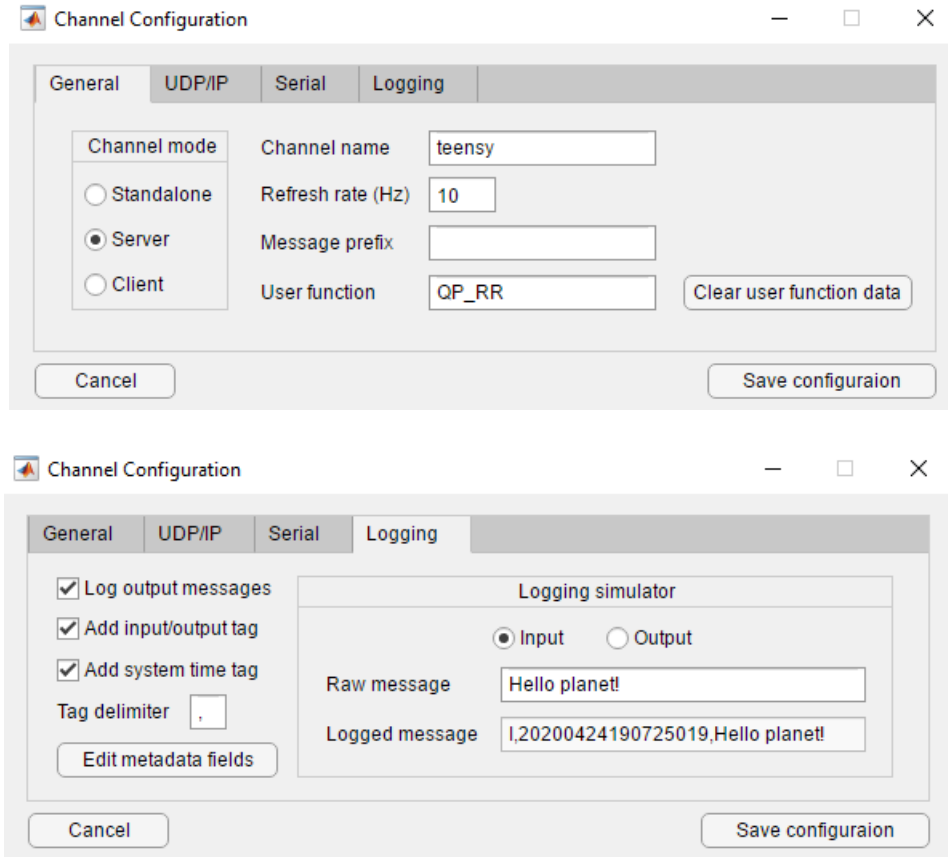 Channel Configuration
General UDP/IP Serial Logging
Channel mode
Standalone
Server
Client
Channel name teensy
Refresh rate (Hz) 10
Message prefix
User function QP_RR Clear user function data
Cancel Save configuraion
Channel Configuration
General UDP/IP Serial Logging
Log output messages
Add input/output tag
Add system time tag
Tag delimiter ,
Edit metadata fields
Logging simulator
Input Output
Raw message Hello planet!
Logged message I,20200424190725019,Hello planet!
Cancel Save configuraion